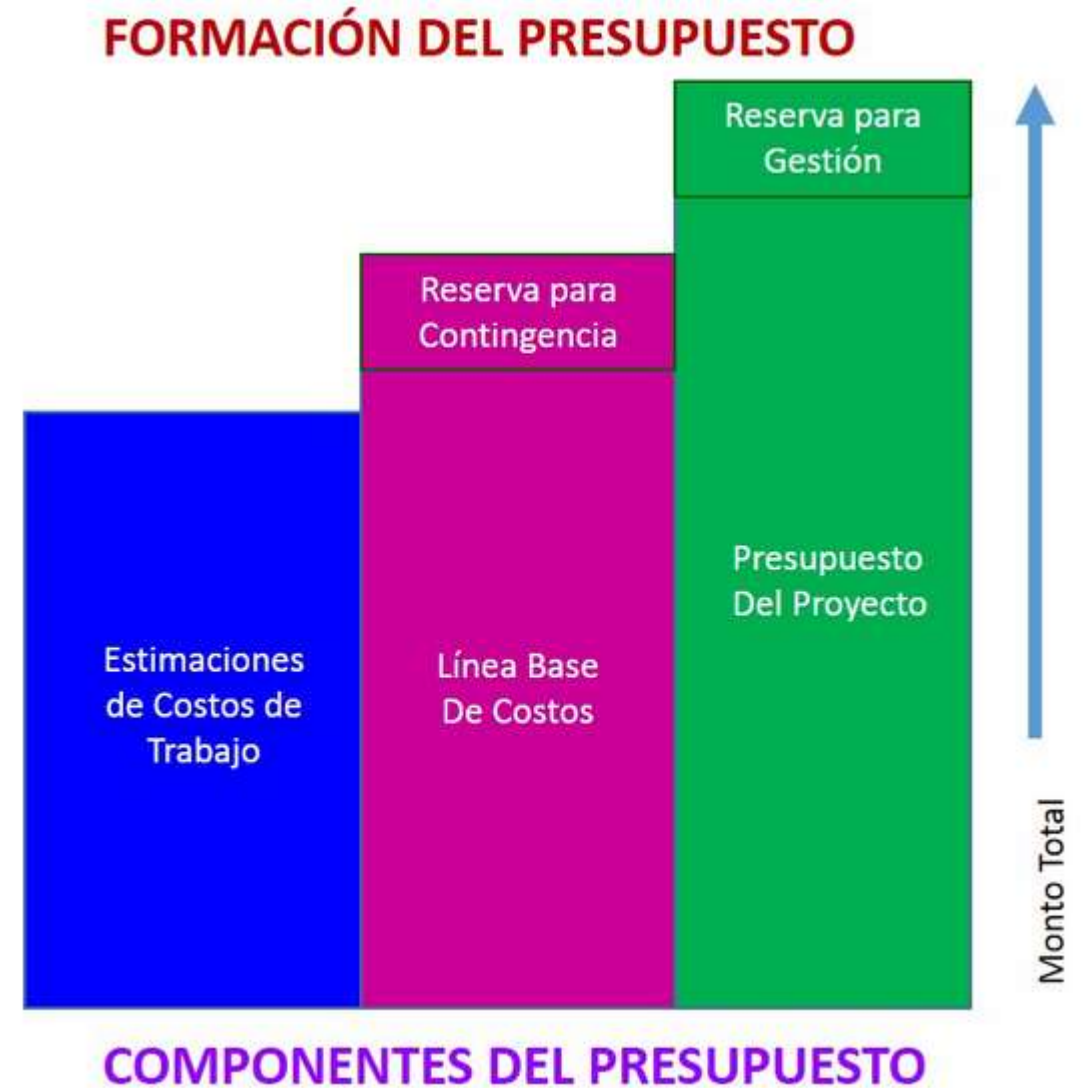 FORMACIÓN DEL PRESUPUESTO
Reserva para
Gestión
Reserva para
Contingencia
Presupuesto
Del Proyecto
Estimaciones
de Costos de
Trabajo
Línea Base
De Costos
Monto Total
COMPONENTES DEL PRESUPUESTO